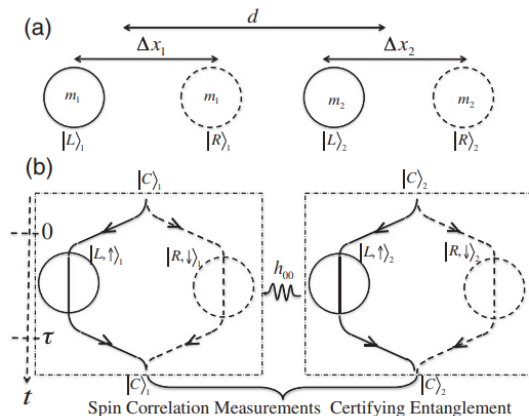 (a)
d
Δx₁ Δx₂
m₁ m₁ m₂ m₂
|L⟩₁ |R⟩₁ |L⟩₂ |R⟩₂
(b)
|C⟩₁ |C⟩₂
0
|L,↑⟩₁ |R,↓⟩₁ h₀₀ |L,↑⟩₂ |R,↓⟩₂
τ
t
|C⟩₁ |C⟩₂
Spin Correlation Measurements Certifying Entanglement